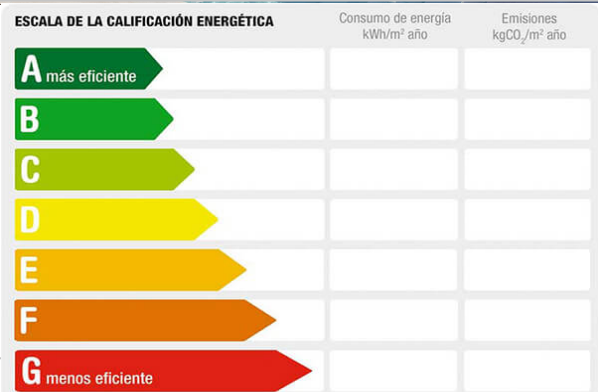 ESCALA DE LA CALIFICACIÓN ENERGÉTICA
Consumo de energía
kWh/m² año
Emisiones
kgCO₂/m² año
A más eficiente
B
C
D
E
F
G menos eficiente